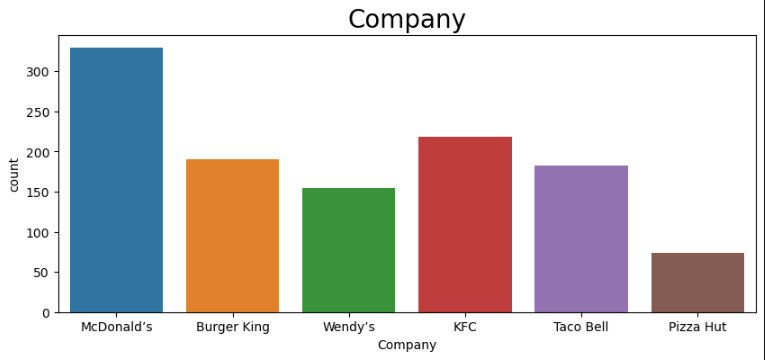 Company
300
250
200
150
100
50
0
count
McDonald’s Burger King Wendy’s KFC Taco Bell Pizza Hut
Company